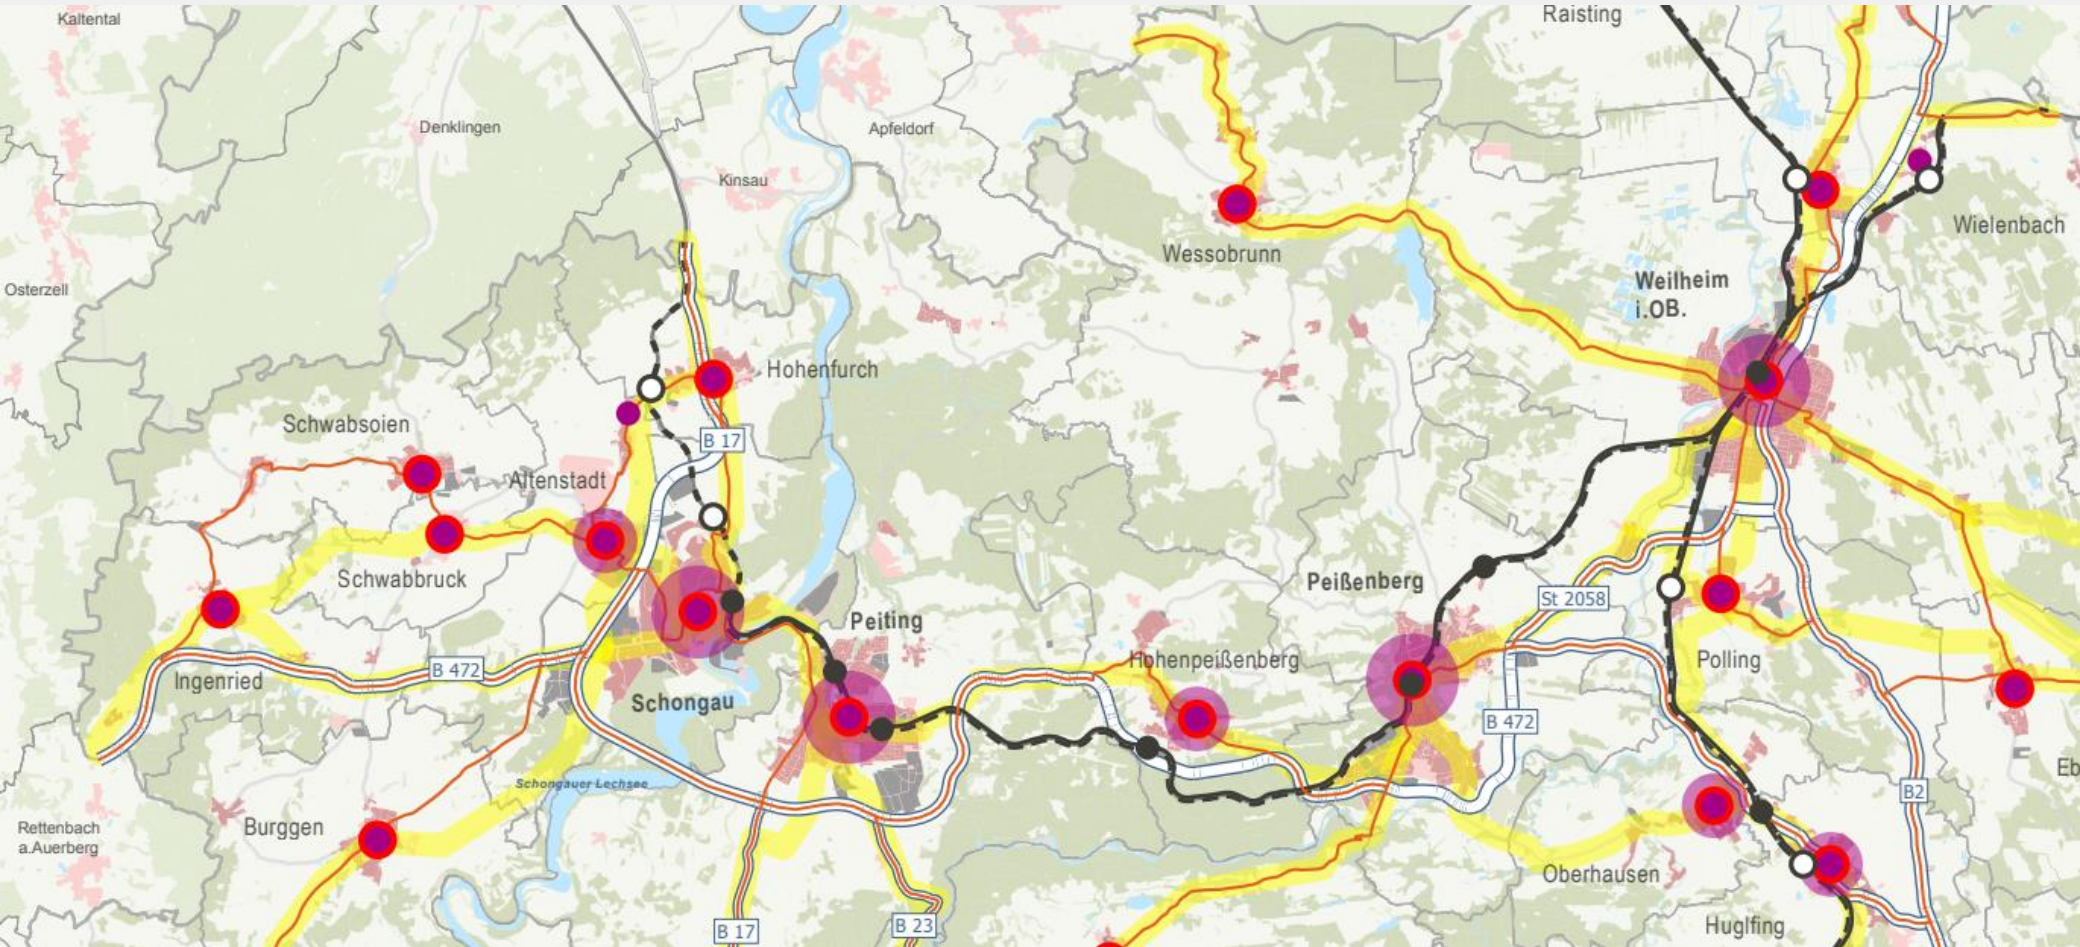 Kaltental
Raisting
Denklingen
Apfeldorf
Kinsau
Wielenbach
Wessobrunn
Osterzell
Weilheim
i.OB.
Hohenfurch
Schwabsoien
B 17
Altenstadt
Schwabbruck
Peißenberg
St 2058
Peiting
Hohenpeißenberg
Polling
B 472
Ingenried
Schongau
B 472
Eb
Schongauer Lechsee
B2
Burggen
Rettenbach
a.Auerberg
Oberhausen
B 17
B 23
Huglfing